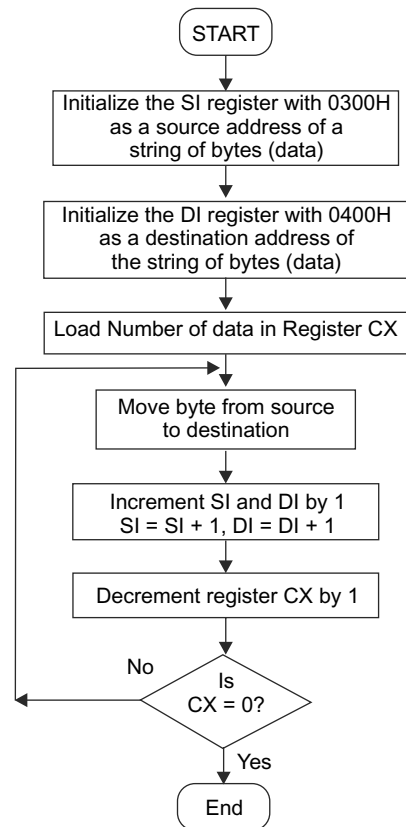 START
Initialize the SI register with 0300H
as a source address of a
string of bytes (data)
Initialize the DI register with 0400H
as a destination address of
the string of bytes (data)
Load Number of data in Register CX
Move byte from source
to destination
Increment SI and DI by 1
SI = SI + 1, DI = DI + 1
Decrement register CX by 1
No
Is
CX = 0?
Yes
End